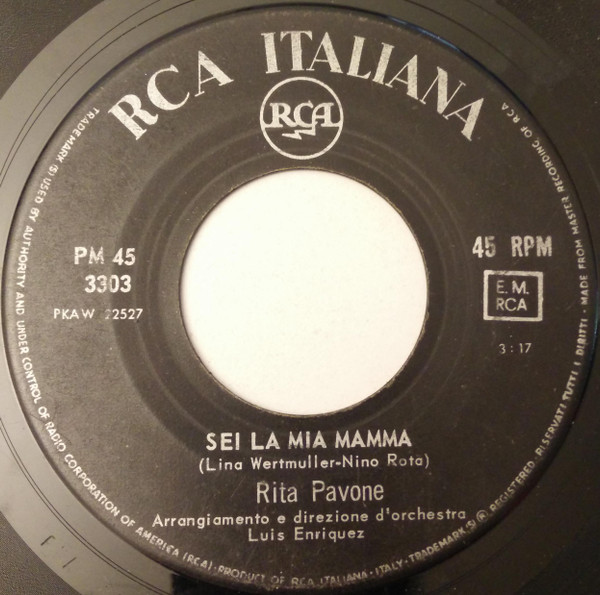 RCA ITALIANA
RCA
PM 45
3303
PKAW 22527
45 RPM
E. M.
RCA
3:17
SEI LA MIA MAMMA
(Lina Wertmuller-Nino Rota)
Rita Pavone
Arrangiamento e direzione d'orchestra
Luis Enriquez
TRADEMARK (S) USED BY AUTHORITY AND UNDER CONTROL OF RADIO CORPORATION OF AMERICA (RCA) · PRODUCT OF RCA ITALIANA · ITALY · TRADEMARK (S) ® REGISTERED · RISERVATI TUTTI I DIRITTI · MADE FROM MASTER RECORDING OF RCA